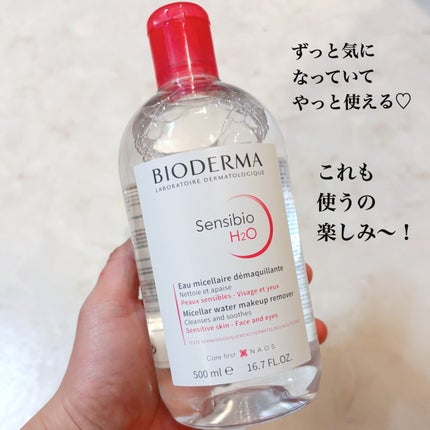 ずっと気に
なっていて
やっと使える♡
これも
使うの
楽しみ〜！
BIODERMA
LABORATOIRE DERMATOLOGIQUE
Sensibio
H2O
Eau micellaire démaquillante
Nettoie et apaise
Peaux sensibles - Visage et yeux
Micellar water makeup remover
Cleanses and soothes
Sensitive skin - Face and eyes
Care first NAOS
500 ml e 16.7 FL.OZ.